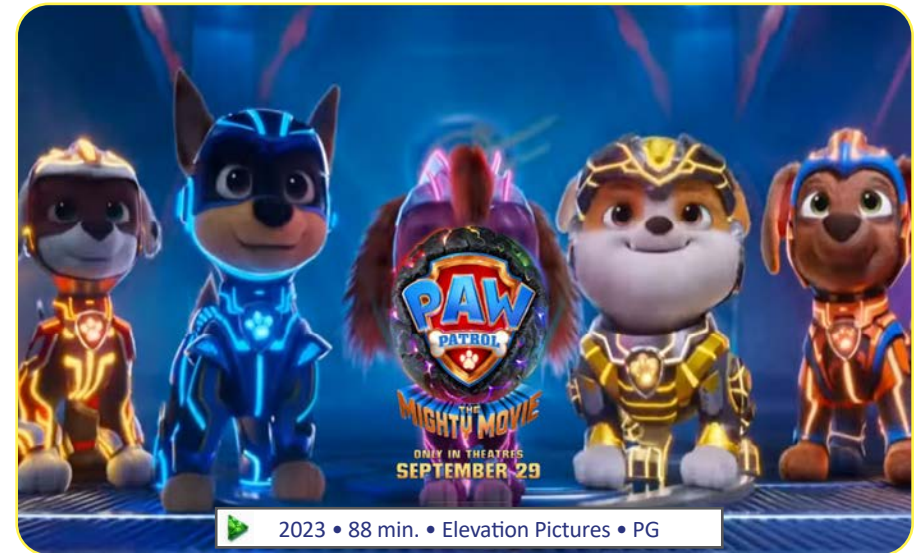 PAW
PATROL
THE
MIGHTY MOVIE
ONLY IN THEATRES
SEPTEMBER 29
2023 • 88 min. • Elevation Pictures • PG